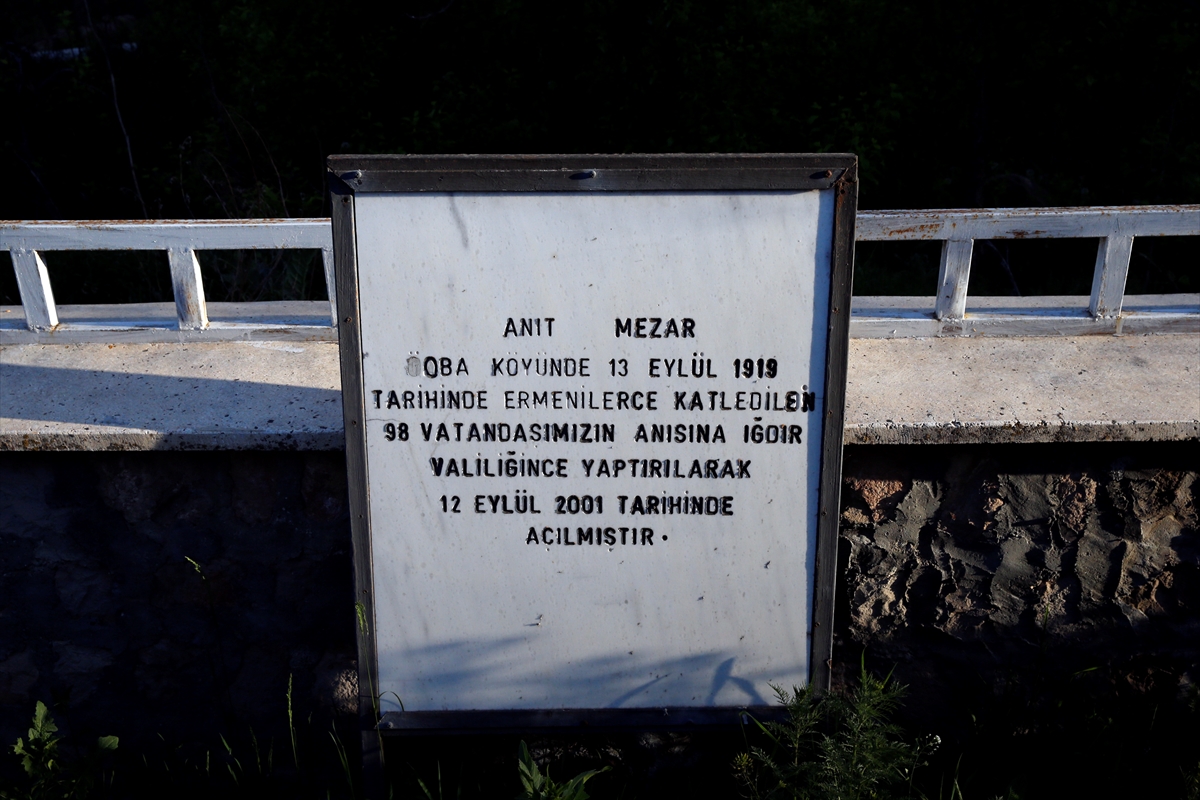 ANIT MEZAR
OBA KÖYÜNDE 13 EYLÜL 1919
TARİHİNDE ERMENİLERCE KATLEDİLEN
98 VATANDAŞIMIZIN ANISINA IĞDIR
VALİLİĞİNCE YAPTIRILARAK
12 EYLÜL 2001 TARİHİNDE
AÇILMIŞTIR.